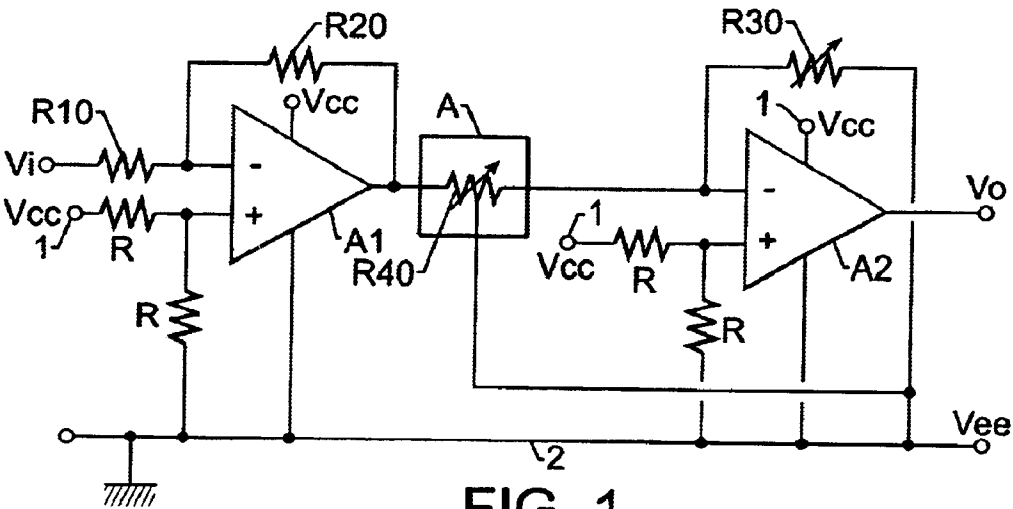 R20
R30
Vcc
A
1
Vcc
R10
Vi
-
-
Vo
Vcc
+
1
+
1
R
A1
R40
Vcc
R
A2
R
R
Vee
2
FIG. 1